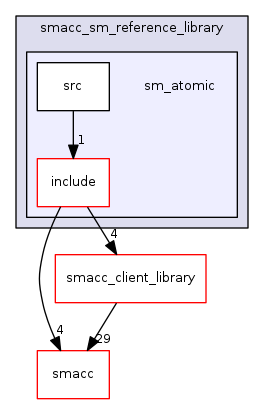 smacc_sm_reference_library
src
sm_atomic
1
include
4
smacc_client_library
4
29
smacc